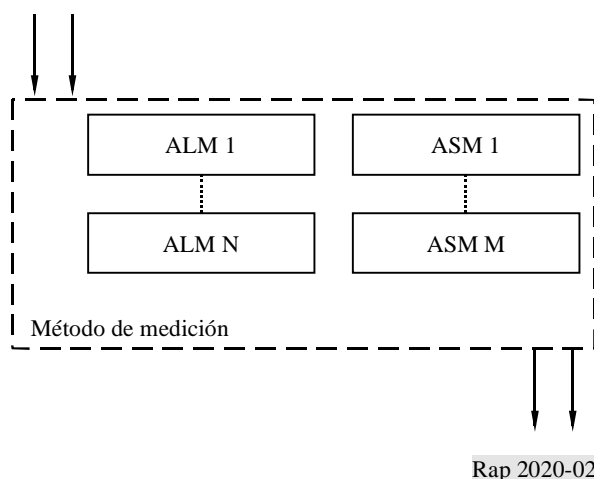 ALM 1
ASM 1
ALM N
ASM M
Método de medición
Rap 2020-02